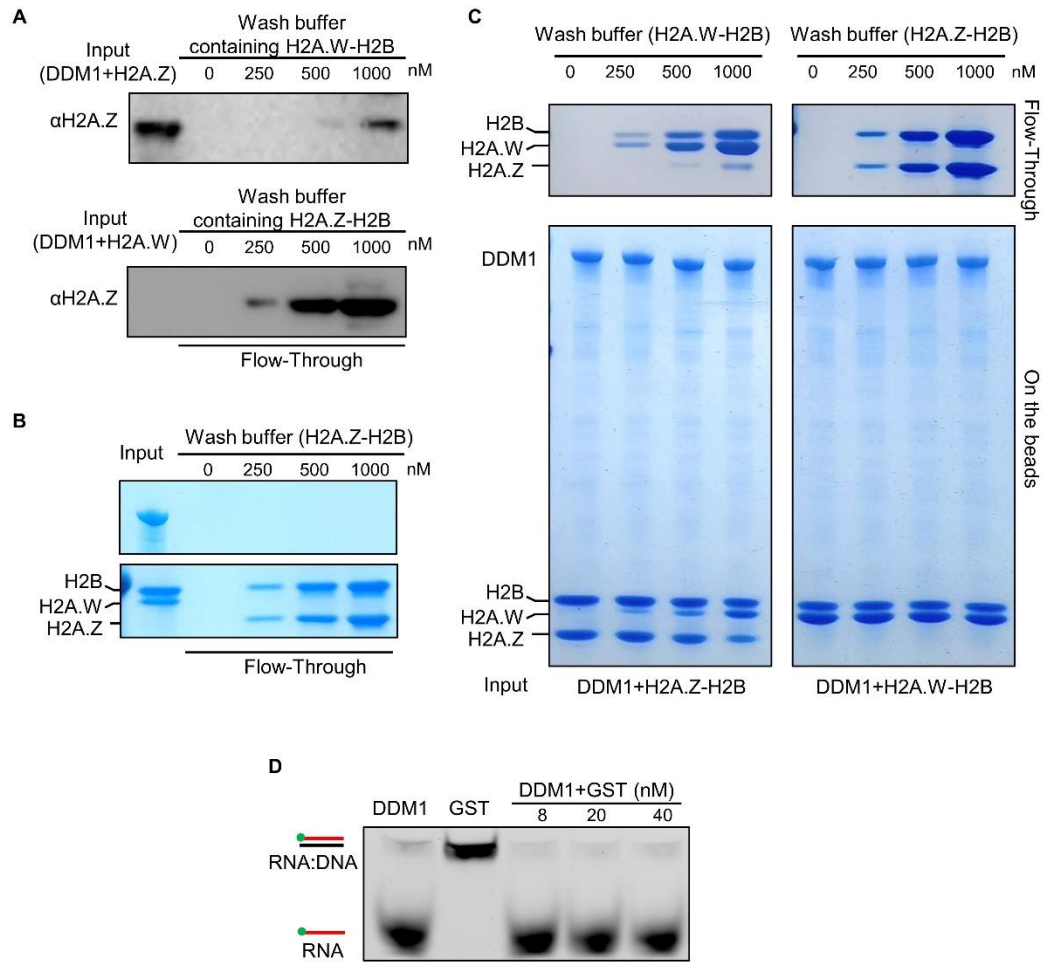 A
Wash buffer
containing H2A.W-H2B
Input
(DDM1+H2A.Z)
0 250 500 1000 nM
αH2A.Z
Wash buffer
containing H2A.Z-H2B
Input
(DDM1+H2A.W)
0 250 500 1000 nM
αH2A.Z
Flow-Through
B
Wash buffer (H2A.Z-H2B)
Input
0 250 500 1000 nM
H2B
H2A.W
H2A.Z
Flow-Through
C
Wash buffer (H2A.W-H2B) Wash buffer (H2A.Z-H2B)
0 250 500 1000 0 250 500 1000 nM
H2B
H2A.W
H2A.Z
Flow-Through
DDM1
On the beads
H2B
H2A.W
H2A.Z
Input DDM1+H2A.Z-H2B DDM1+H2A.W-H2B
D
DDM1 GST DDM1+GST (nM)
8 20 40
RNA:DNA
RNA